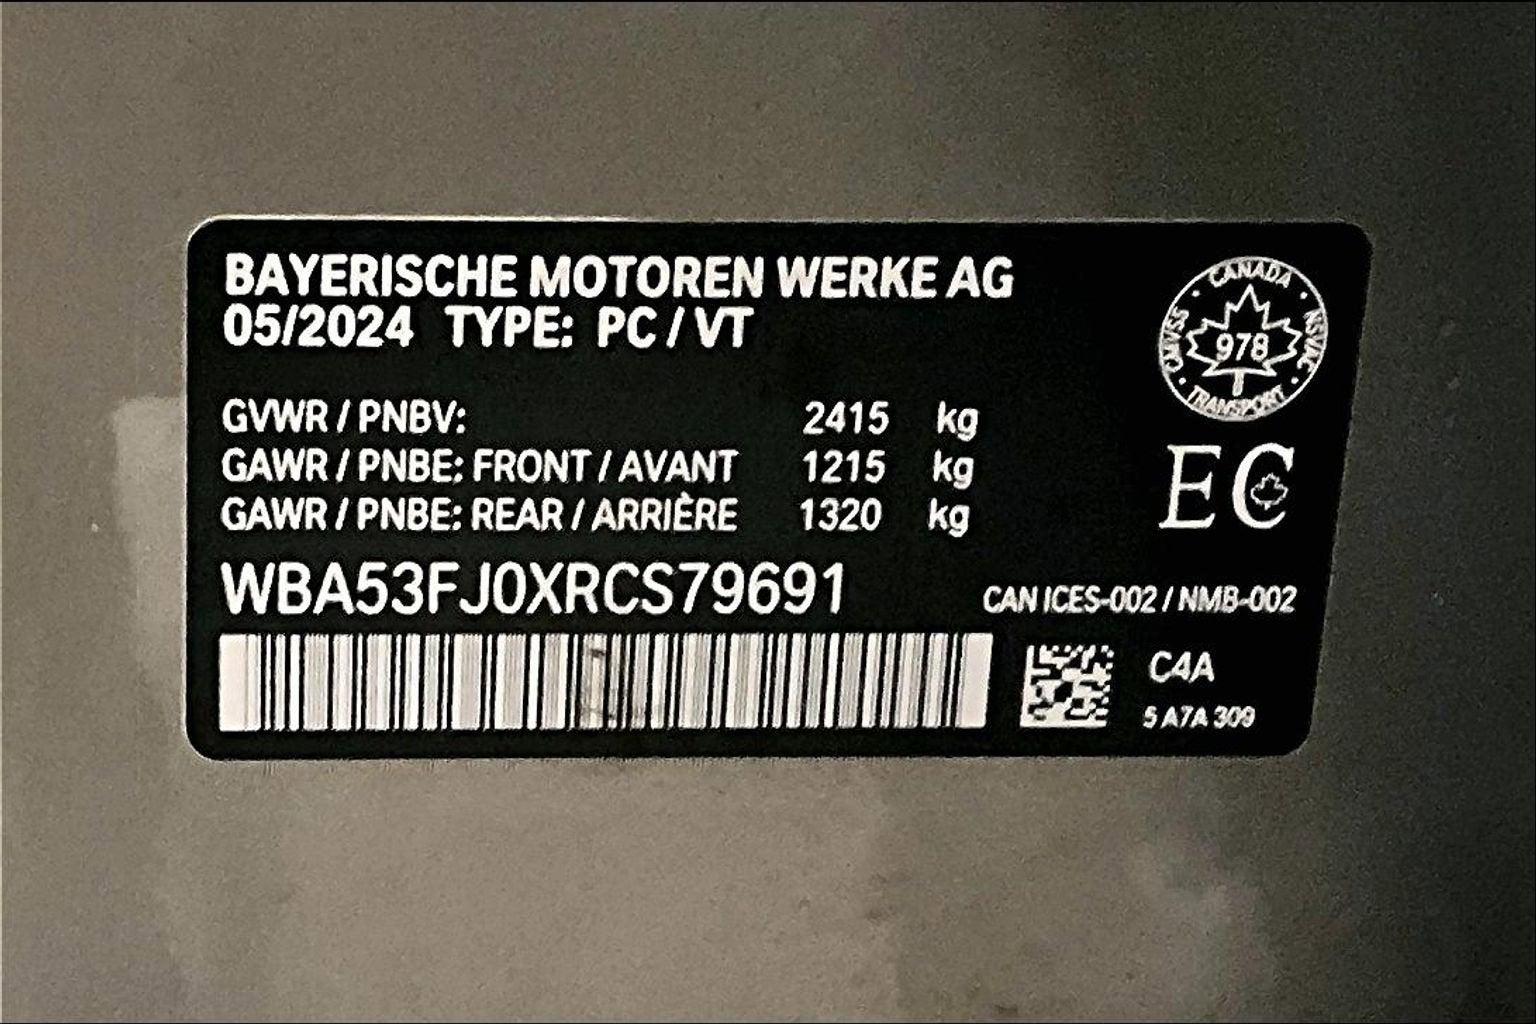 BAYERISCHE MOTOREN WERKE AG
05/2024 TYPE: PC / VT
CANADA
CMVSS
978
NSVAC
TRANSPORT
GVWR / PNBV: 2415 kg
GAWR / PNBE: FRONT / AVANT 1215 kg
GAWR / PNBE: REAR / ARRIÈRE 1320 kg
EC
WBA53FJ0XRCS79691
CAN ICES-002 / NMB-002
C4A
5 A7A 309